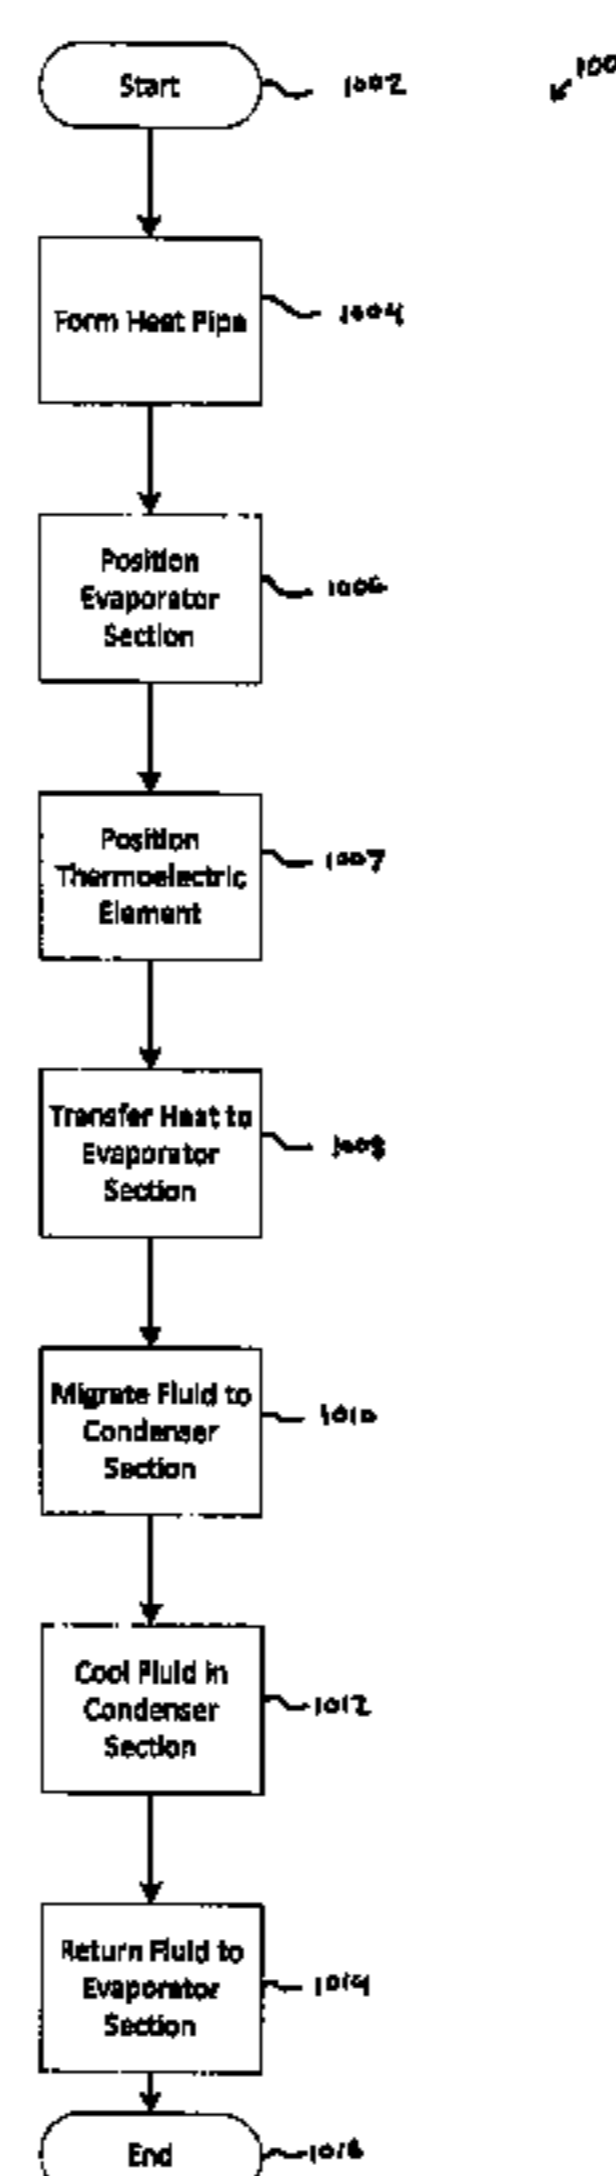 Start
1002
100
Form Heat Pipe
1004
Position
Evaporator
Section
1006
Position
Thermoelectric
Element
1007
Transfer Heat to
Evaporator
Section
1008
Migrate Fluid to
Condenser
Section
1010
Cool Fluid in
Condenser
Section
1012
Return Fluid to
Evaporator
Section
1014
End
1016